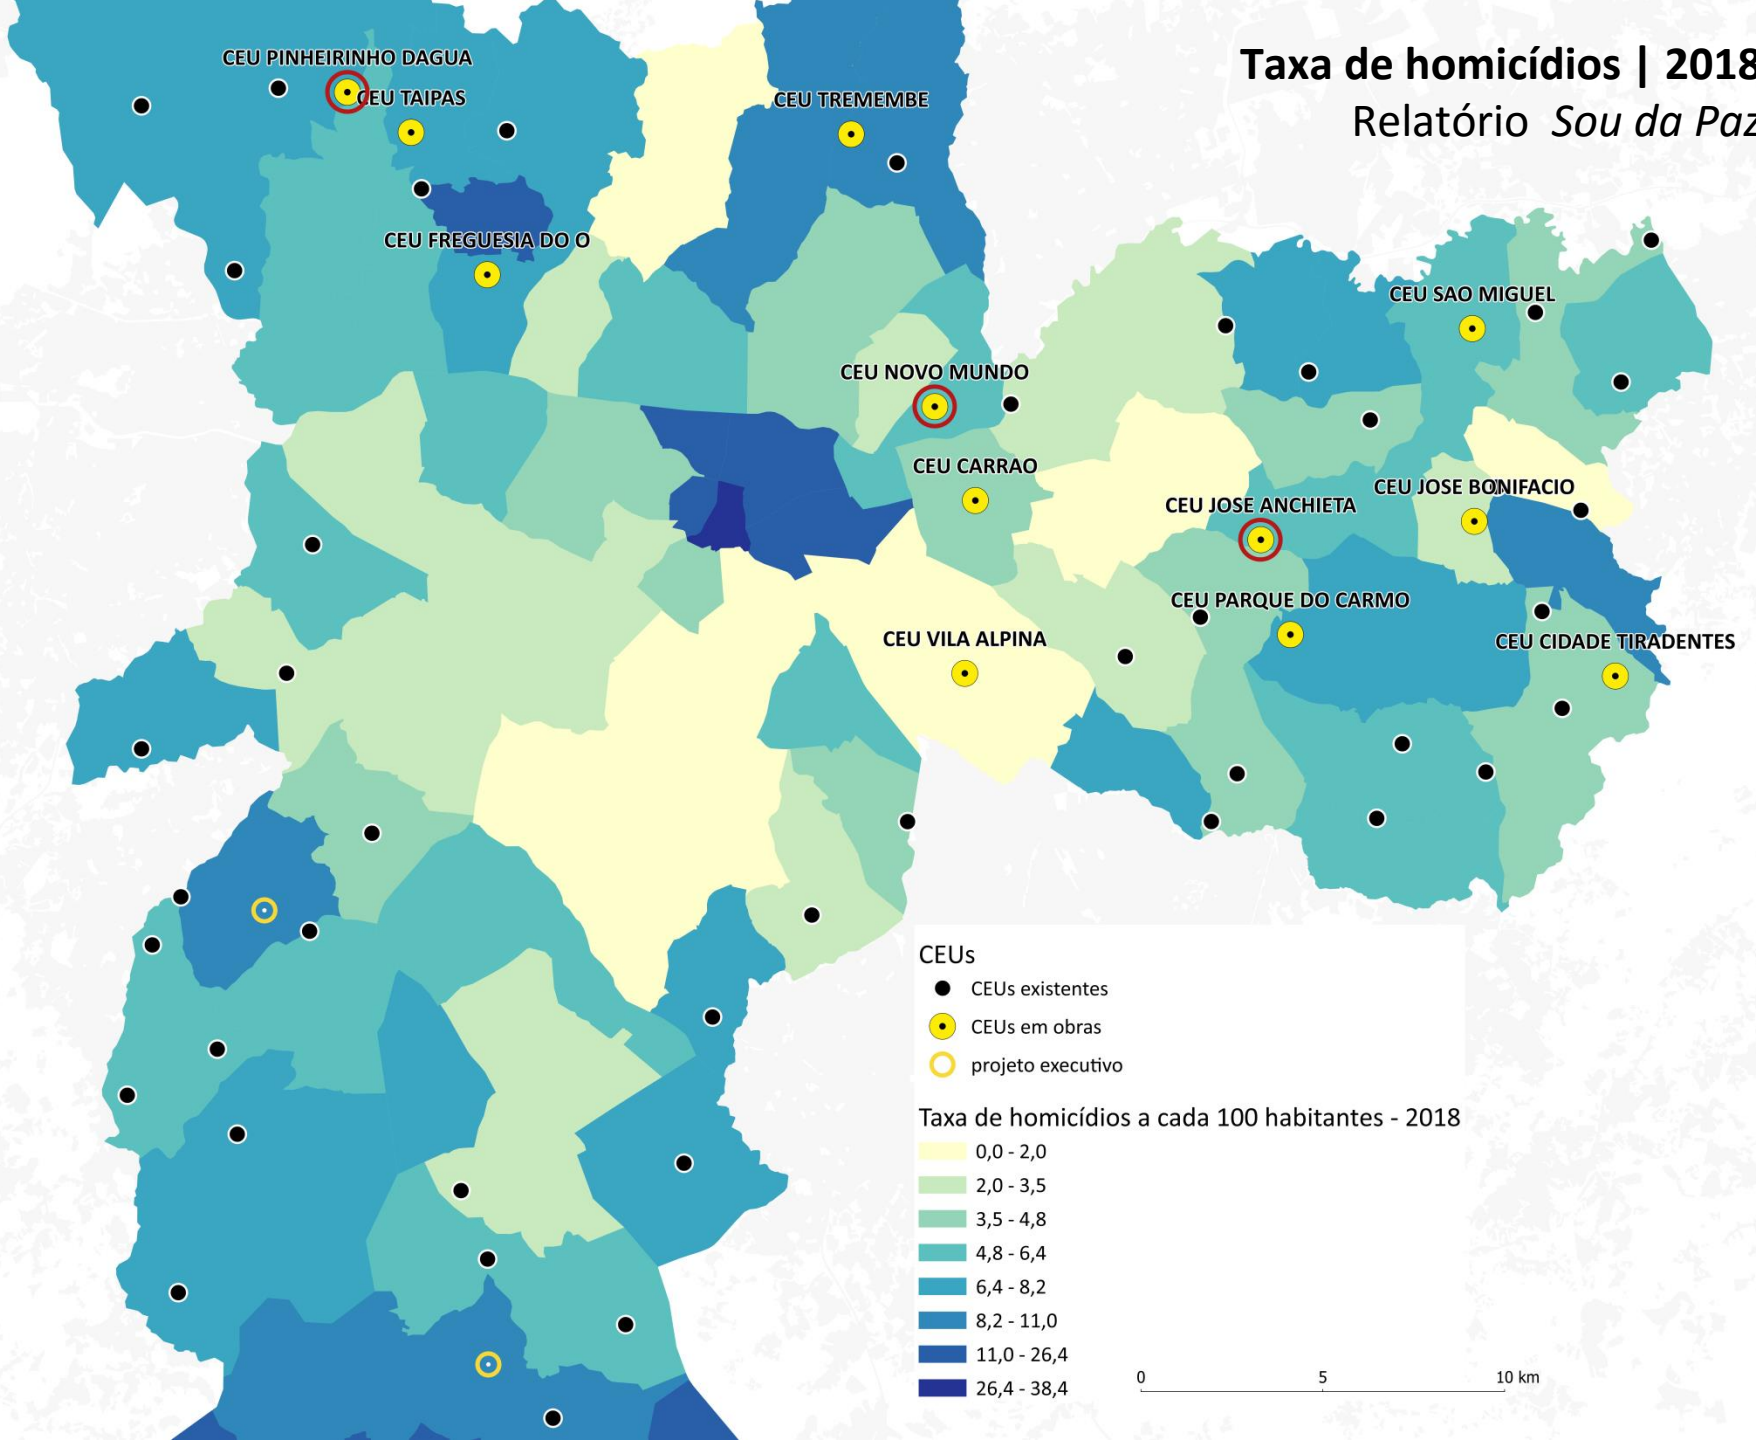 Taxa de homicídios | 2018
Relatório Sou da Paz
CEU PINHEIRINHO DAGUA
CEU TAIPAS
CEU TREMEMBE
CEU FREGUESIA DO O
CEU SAO MIGUEL
CEU NOVO MUNDO
CEU CARRAO
CEU JOSE BONIFACIO
CEU JOSE ANCHIETA
CEU PARQUE DO CARMO
CEU VILA ALPINA
CEU CIDADE TIRADENTES
CEUs
CEUs existentes
CEUs em obras
projeto executivo
Taxa de homicídios a cada 100 habitantes - 2018
0,0 - 2,0
2,0 - 3,5
3,5 - 4,8
4,8 - 6,4
6,4 - 8,2
8,2 - 11,0
11,0 - 26,4
26,4 - 38,4
0 5 10 km